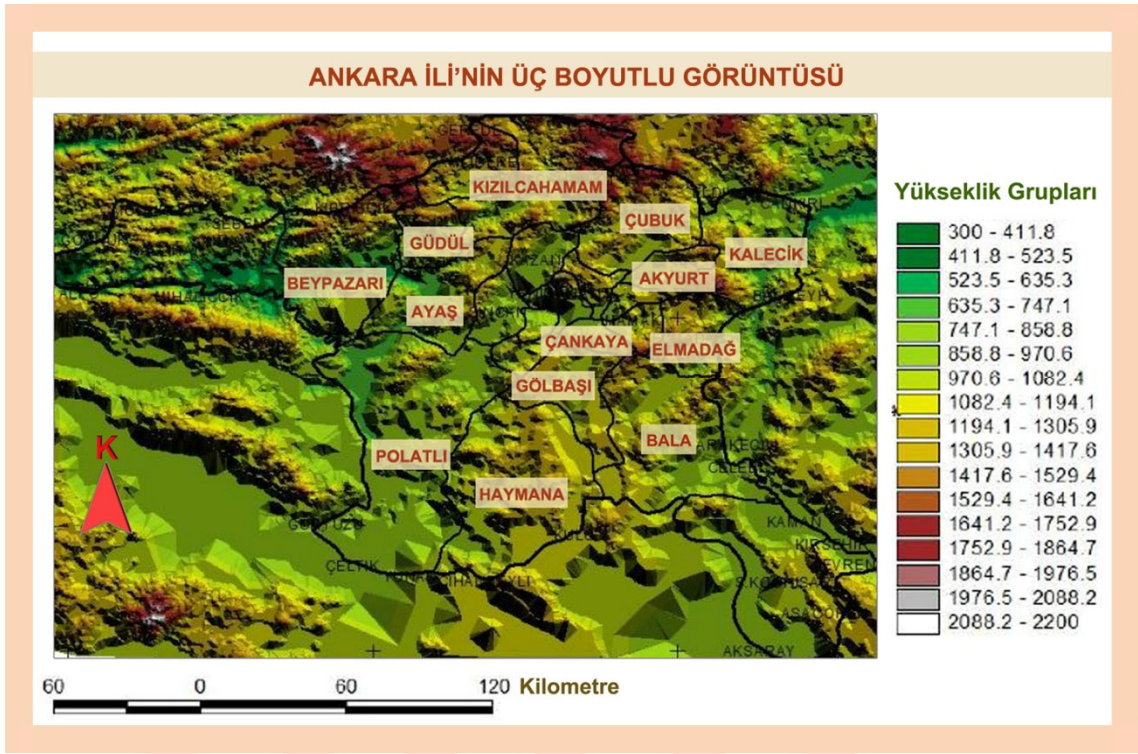 ANKARA İLİ'NİN ÜÇ BOYUTLU GÖRÜNTÜSÜ
KIZILCAHAMAM
ÇUBUK
GÜDÜL
KALECİK
BEYPAZARI
AKYURT
AYAŞ
ÇANKAYA
ELMADAĞ
GÖLBAŞI
BALA
POLATLI
HAYMANA
K
ÇELTİK
KAMAN
AKSARAY
Yükseklik Grupları
300 - 411.8
411.8 - 523.5
523.5 - 635.3
635.3 - 747.1
747.1 - 858.8
858.8 - 970.6
970.6 - 1082.4
1082.4 - 1194.1
1194.1 - 1305.9
1305.9 - 1417.6
1417.6 - 1529.4
1529.4 - 1641.2
1641.2 - 1752.9
1752.9 - 1864.7
1864.7 - 1976.5
1976.5 - 2088.2
2088.2 - 2200
60 0 60 120 Kilometre